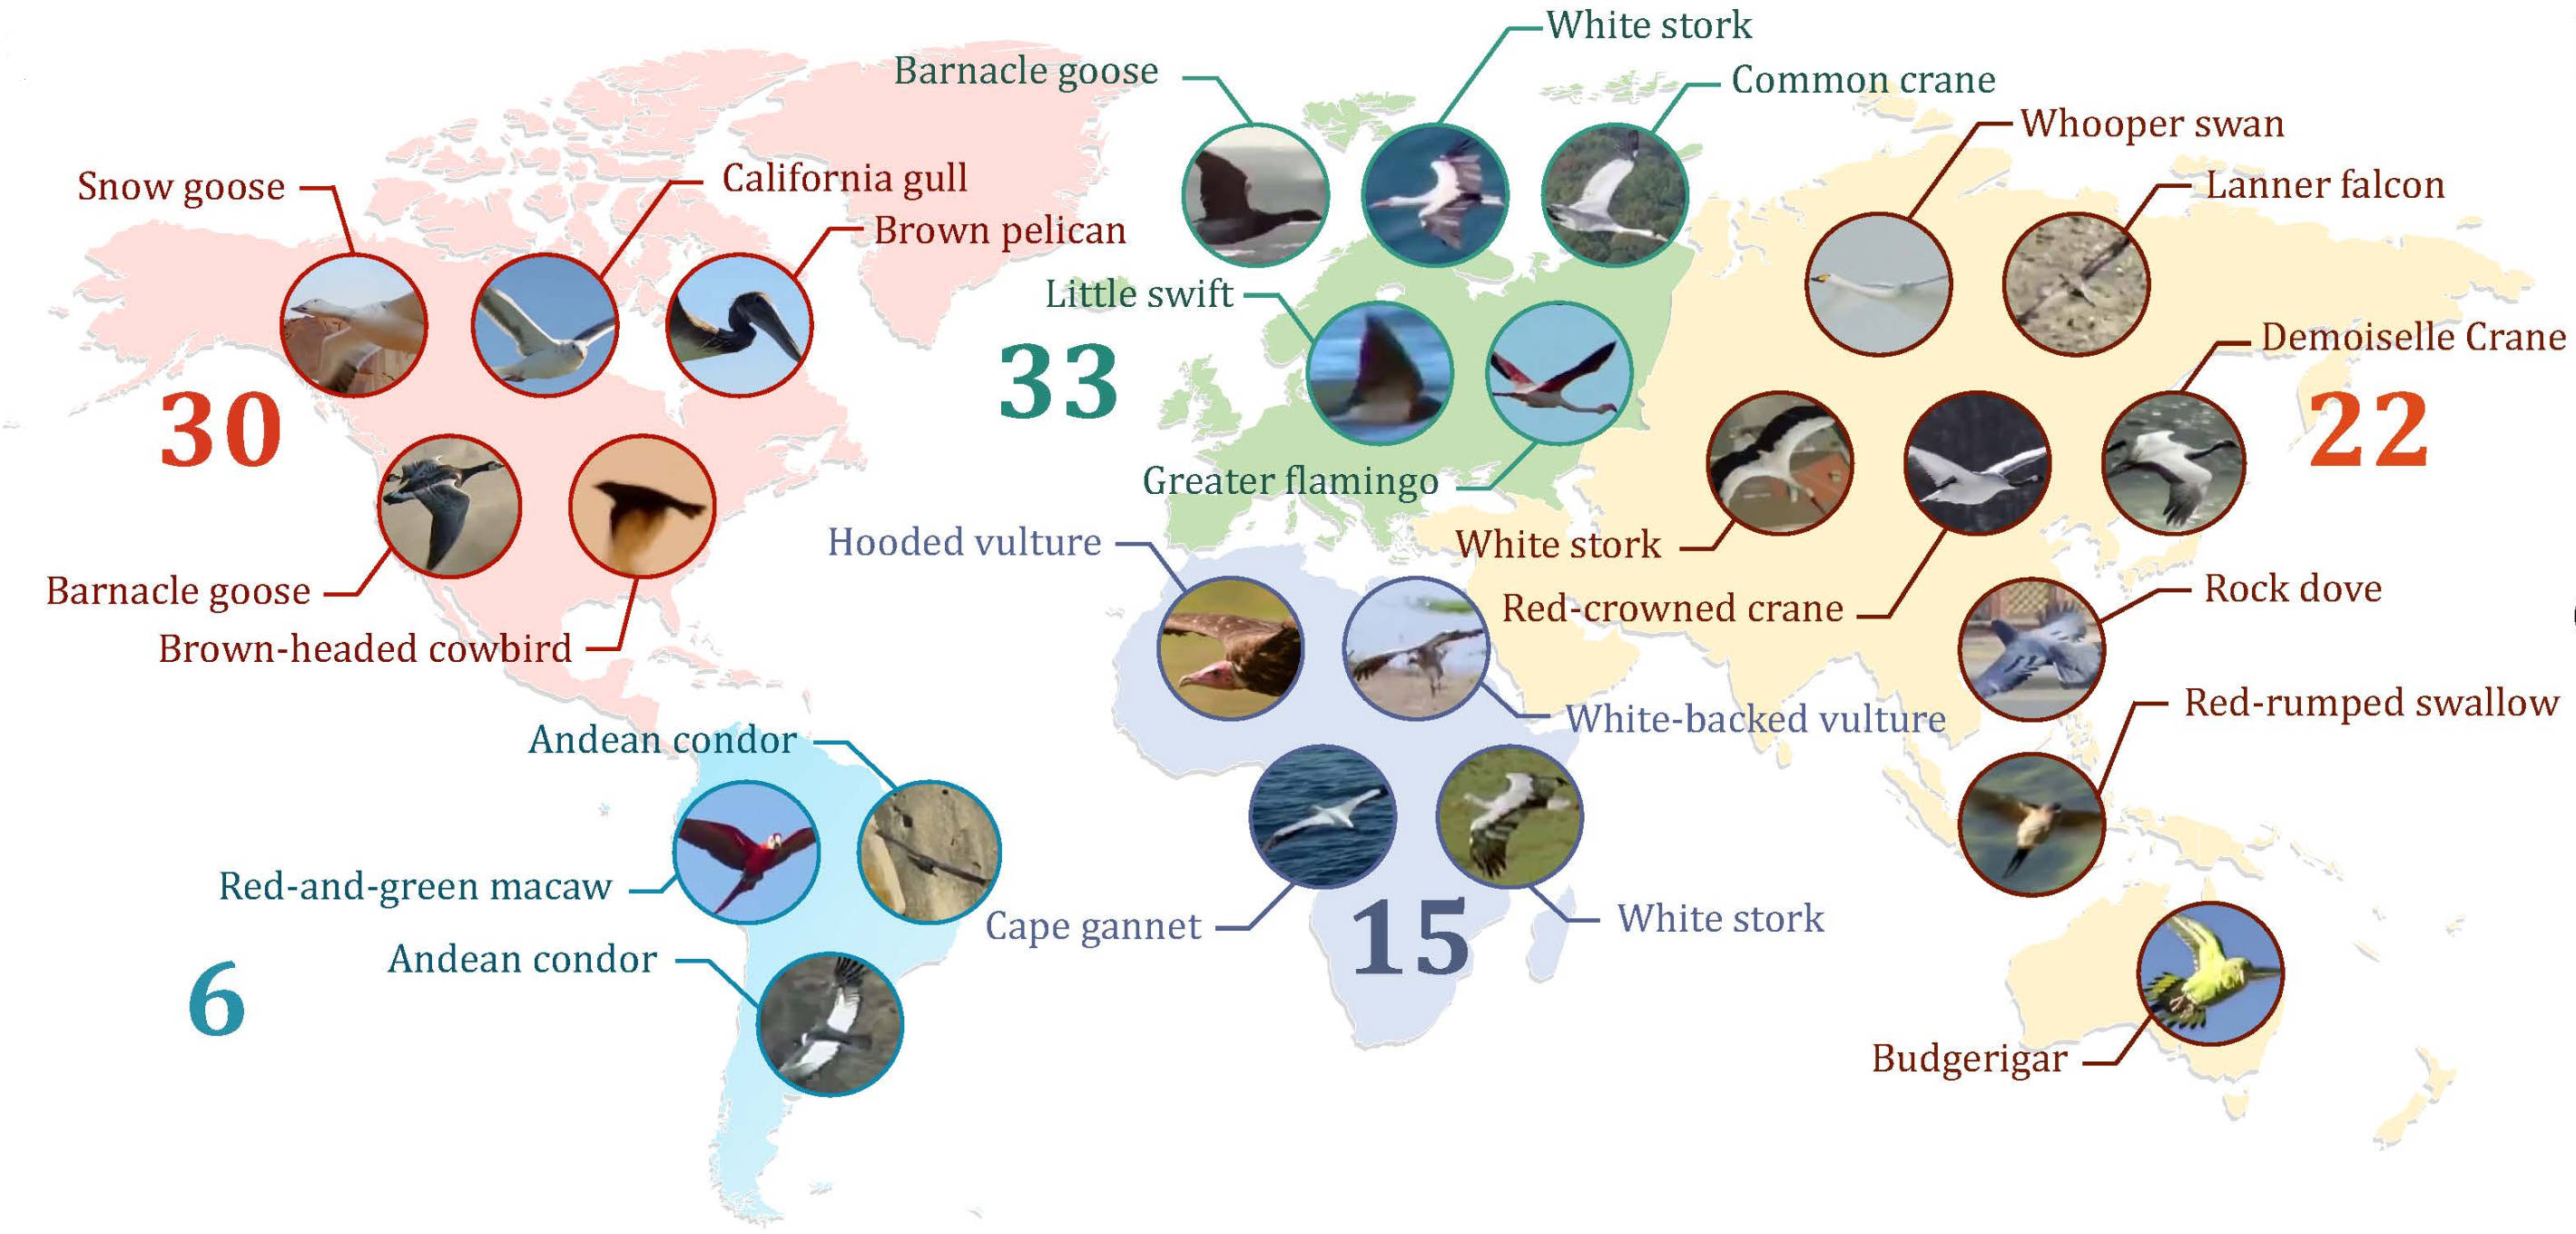 White stork
Barnacle goose
Common crane
Whooper swan
Snow goose
California gull
Lanner falcon
Brown pelican
Little swift
Demoiselle Crane
33
30
22
Greater flamingo
Hooded vulture
White stork
Barnacle goose
Red-crowned crane
Rock dove
Brown-headed cowbird
Red-rumped swallow
White-backed vulture
Andean condor
Red-and-green macaw
Cape gannet
White stork
15
Andean condor
6
Budgerigar